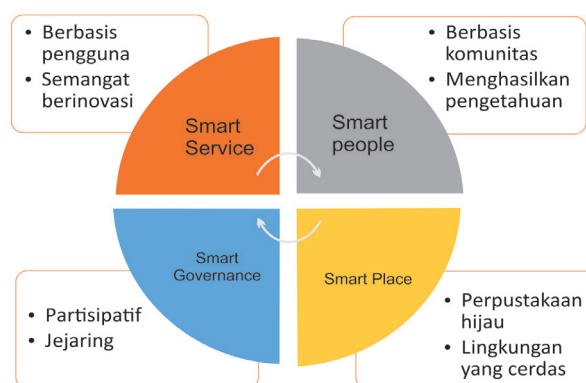 • Berbasis
pengguna
• Semangat
berinovasi
• Berbasis
komunitas
• Menghasilkan
pengetahuan
Smart
Service
Smart
people
Smart
Governance
Smart Place
• Partisipatif
• Jejaring
• Perpustakaan
hijau
• Lingkungan
yang cerdas